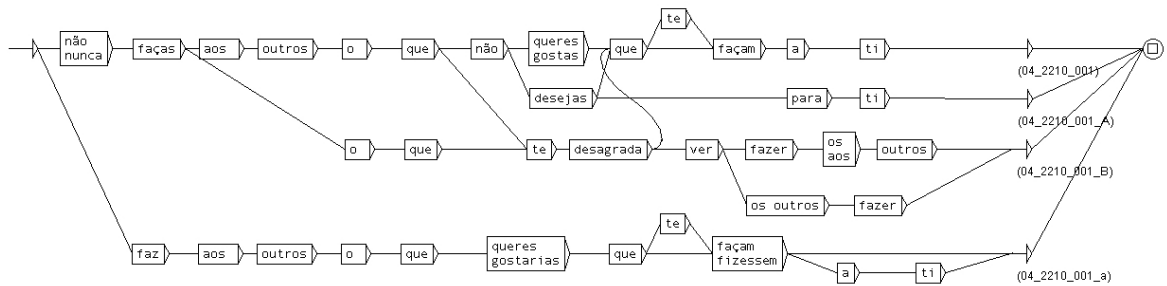 te
não
nunca
faças
aos
outros
o
que
não
queres
gostas
que
façam
a
ti
(04_2210_001)
desejas
para
ti
(04_2210_001_A)
o
que
te
desagrada
ver
fazer
os
aos
outros
(04_2210_001_B)
os outros
fazer
te
faz
aos
outros
o
que
queres
gostarias
que
façam
fizessem
a
ti
(04_2210_001_a)